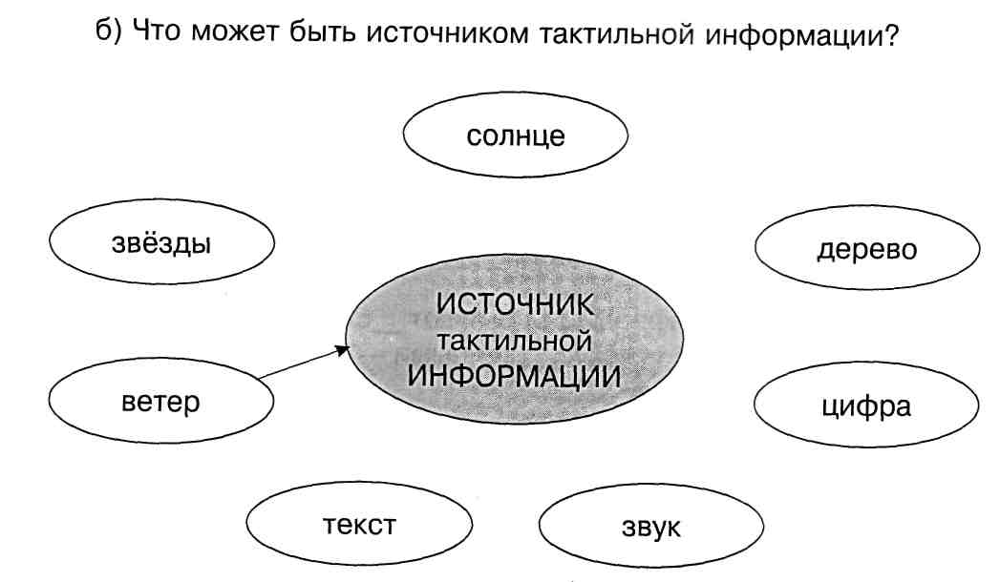 б) Что может быть источником тактильной информации?
солнце
звёзды
дерево
ИСТОЧНИК
тактильной
ИНФОРМАЦИИ
ветер
цифра
текст
звук